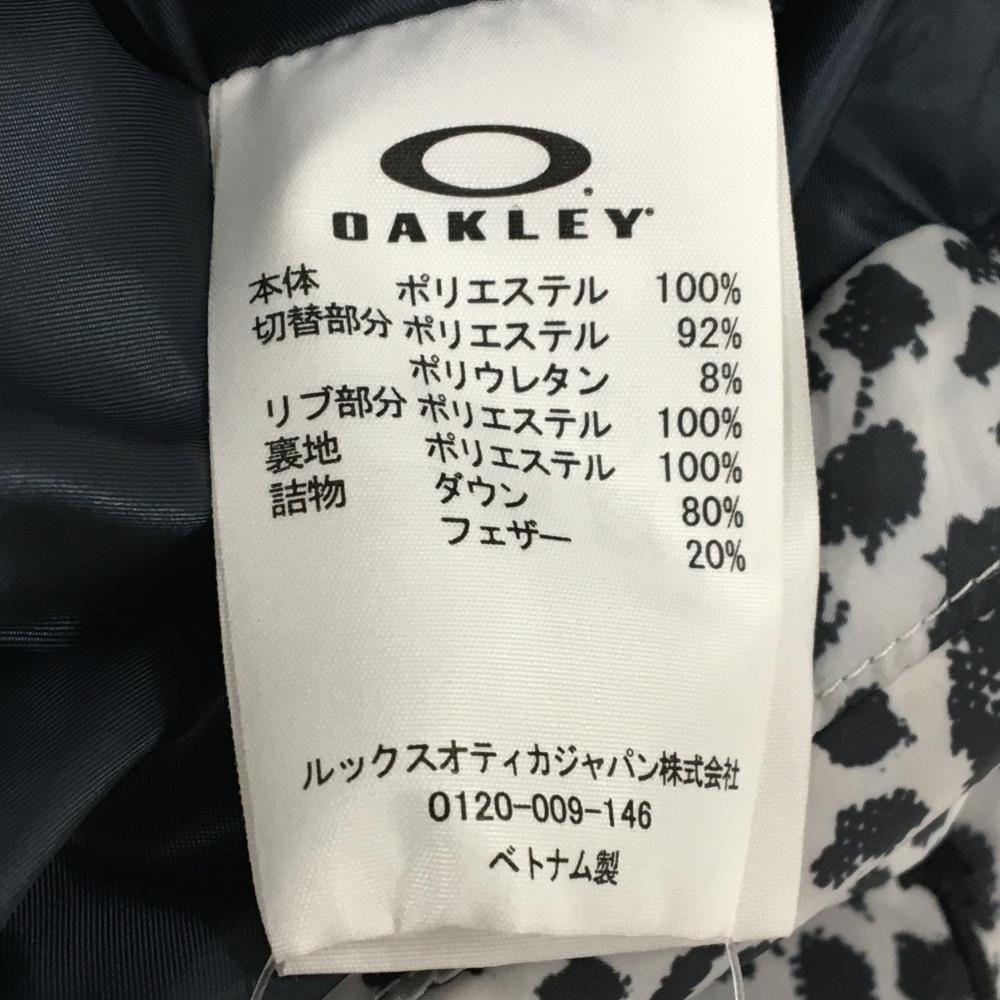 OAKLEY
本体 ポリエステル 100%
切替部分 ポリエステル 92%
ポリウレタン 8%
リブ部分 ポリエステル 100%
裏地 ポリエステル 100%
詰物 ダウン 80%
フェザー 20%
ルックスオティカジャパン株式会社
0120-009-146
ベトナム製